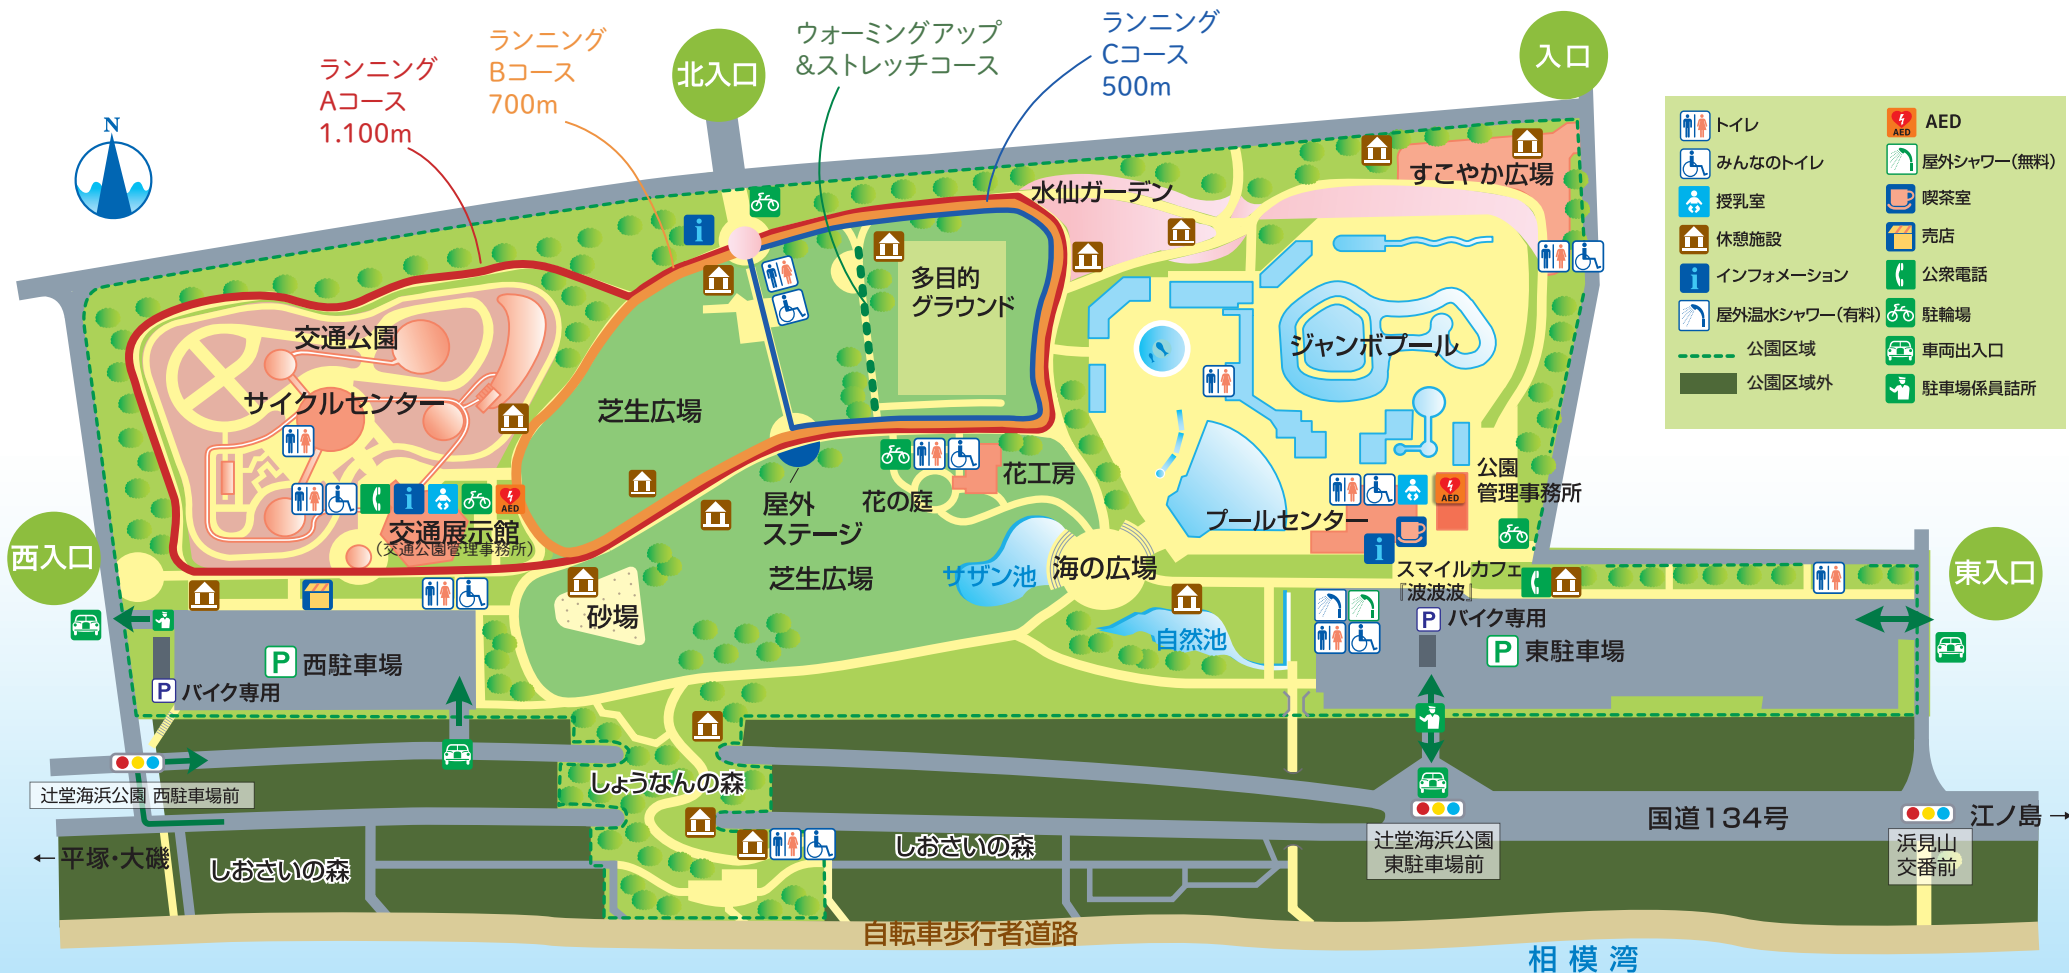 ランニング
Aコース
1.100m
ランニング
Bコース
700m
北入口
ウォーミングアップ
&ストレッチコース
ランニング
Cコース
500m
入口
N
トイレ
みんなのトイレ
授乳室
休憩施設
i
インフォメーション
屋外温水シャワー(有料)
公園区域
公園区域外
AED
AED
屋外シャワー(無料)
喫茶室
売店
公衆電話
駐輪場
車両出入口
駐車場係員詰所
水仙ガーデン
すこやか広場
i
多目的
グラウンド
交通公園
サイクルセンター
芝生広場
ジャンボプール
i
AED
交通展示館
(交通公園管理事務所)
屋外
ステージ
芝生広場
花の庭
花工房
AED
公園
管理事務所
プールセンター
i
スマイルカフェ
『波波波』
西入口
東入口
サザン池
海の広場
砂場
自然池
P
バイク専用
P
東駐車場
P
西駐車場
P
バイク専用
しょうなんの森
辻堂海浜公園 西駐車場前
辻堂海浜公園
東駐車場前
国道134号
江ノ島→
浜見山
交番前
←平塚・大磯
しおさいの森
しおさいの森
自転車歩行者道路
相模湾